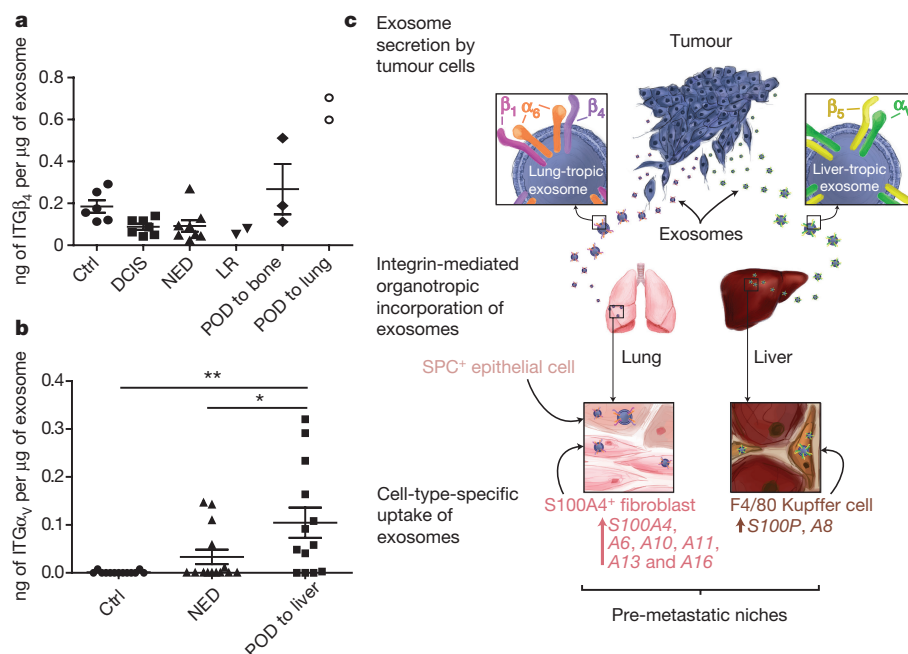 a
ng of ITGβ4 per µg of exosome
0.8
0.6
0.4
0.2
0
Ctrl
DCIS
NED
LR
POD to bone
POD to lung
b
ng of ITGαV per µg of exosome
0.4
0.3
0.2
0.1
0.0
**
*
Ctrl
NED
POD to liver
c
Exosome
secretion by
tumour cells
Tumour
β1
α6
β4
Lung-tropic
exosome
β5
Liver-tropic
exosome
Exosomes
Integrin-mediated
organotropic
incorporation of
exosomes
Lung
Liver
SPC+ epithelial cell
Cell-type-specific
uptake of
exosomes
S100A4+ fibroblast
S100A4,
A6, A10, A11,
A13 and A16
F4/80 Kupffer cell
S100P, A8
Pre-metastatic niches